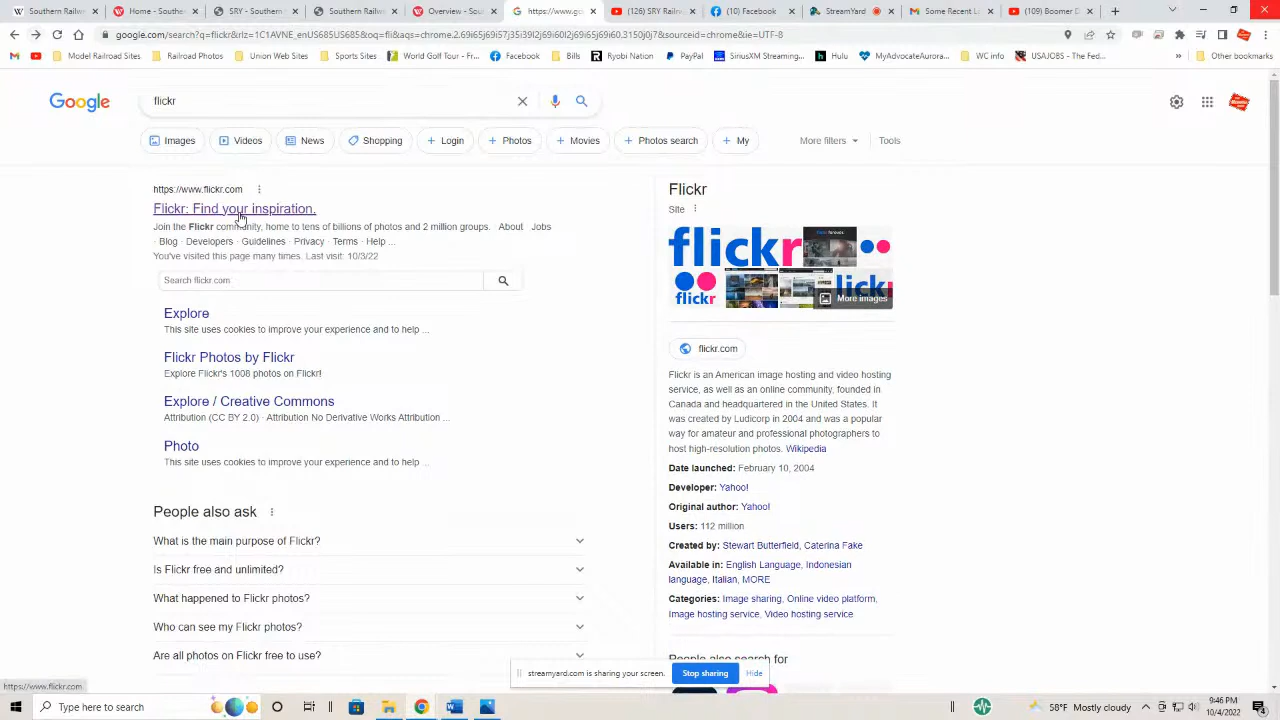 Southern Railw
Home - Southe
SRY - Southern
Southern Railw
Overview - Sou
https://www.go
(126) SRY Railw
(10) Facebook
StreamYard
Some Recent L
(109) Former D
google.com/search?q=flickr&rlz=1C1AVNE_enUS685US685&oq=fli&aqs=chrome.2.69i65j69i57j35i39l2j69i60l2j69i65j69i60.3150j0j7&sourceid=chrome&ie=UTF-8
Model Railroad Sites
Railroad Photos
Union Web Sites
Sports Sites
World Golf Tour - Fr...
Facebook
Bills
Ryobi Nation
PayPal
SiriusXM Streaming...
Hulu
MyAdvocateAurora...
WC info
USAJOBS - The Fed...
Other bookmarks
Google
flickr
Images
Videos
News
Shopping
+ Login
+ Photos
+ Movies
+ Photos search
+ My
More filters
Tools
https://www.flickr.com
Flickr: Find your inspiration.
Join the Flickr community, home to tens of billions of photos and 2 million groups. About Jobs
· Blog · Developers · Guidelines · Privacy · Terms · Help ...
You've visited this page many times. Last visit: 10/3/22
Search flickr.com
Explore
This site uses cookies to improve your experience and to help ...
Flickr Photos by Flickr
Explore Flickr's 1008 photos on Flickr!
Explore / Creative Commons
Attribution (CC BY 2.0) · Attribution No Derivative Works Attribution ...
Photo
This site uses cookies to improve your experience and to help ...
People also ask
What is the main purpose of Flickr?
Is Flickr free and unlimited?
What happened to Flickr photos?
Who can see my Flickr photos?
Are all photos on Flickr free to use?
https://www.flickr.com
Flickr
Site
flickr
flickr
flickr
More images
flickr.com
Flickr is an American image hosting and video hosting
service, as well as an online community, founded in
Canada and headquartered in the United States. It
was created by Ludicorp in 2004 and was a popular
way for amateur and professional photographers to
host high-resolution photos. Wikipedia
Date launched: February 10, 2004
Developer: Yahoo!
Original author: Yahoo!
Users: 112 million
Created by: Stewart Butterfield, Caterina Fake
Available in: English Language, Indonesian
language, Italian, MORE
Categories: Image sharing, Online video platform,
Image hosting service, Video hosting service
People also search for
streamyard.com is sharing your screen.
Stop sharing
Hide
Type here to search
58°F Mostly cloudy
9:46 PM
10/4/2022